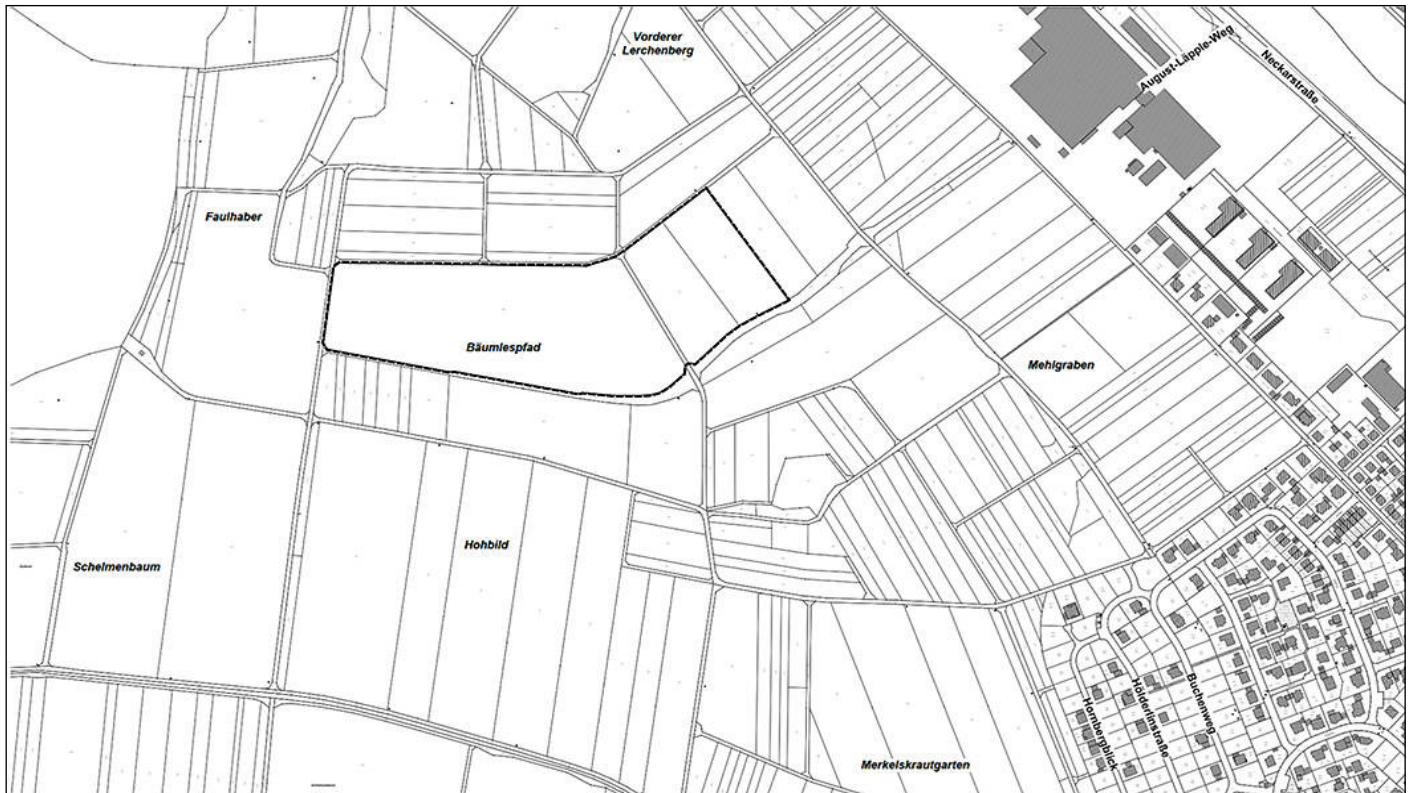 Vorderer
Lerchenberg
August-Läpple-Weg
Neckarstraße
Faulhaber
Bäumlespfad
Mehlgraben
Hohbild
Schelmenbaum
Hornbergblick
Hölderlinstraße
Buchenweg
Merkelskrautgarten